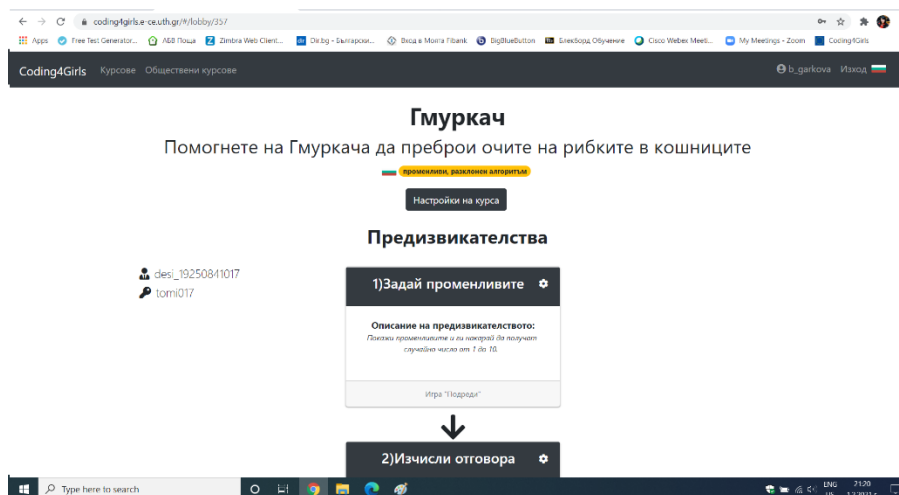 coding4girls.e-ce.uth.gr/#/lobby/357
Apps Free Test Generator... АБВ Поща Zimbra Web Client... Dir.bg - Български... Вход в Моята Fibank BigBlueButton Блекборд Обучение Cisco Webex Meeti... My Meetings - Zoom Coding4Girls
Coding4Girls Курсове Обществени курсове b_garkova Изход
Гмуркач
Помогнете на Гмуркача да преброи очите на рибките в кошниците
променливи, разклонен алгоритъм
Настройки на курса
Предизвикателства
desi_19250841017
tomi017
1)Задай променливите
Описание на предизвикателството:
Покажи променливите и ги накарай да получат
случайно число от 1 до 10.
Игра "Подреди"
2)Изчисли отговора
Type here to search
ENG 21:20